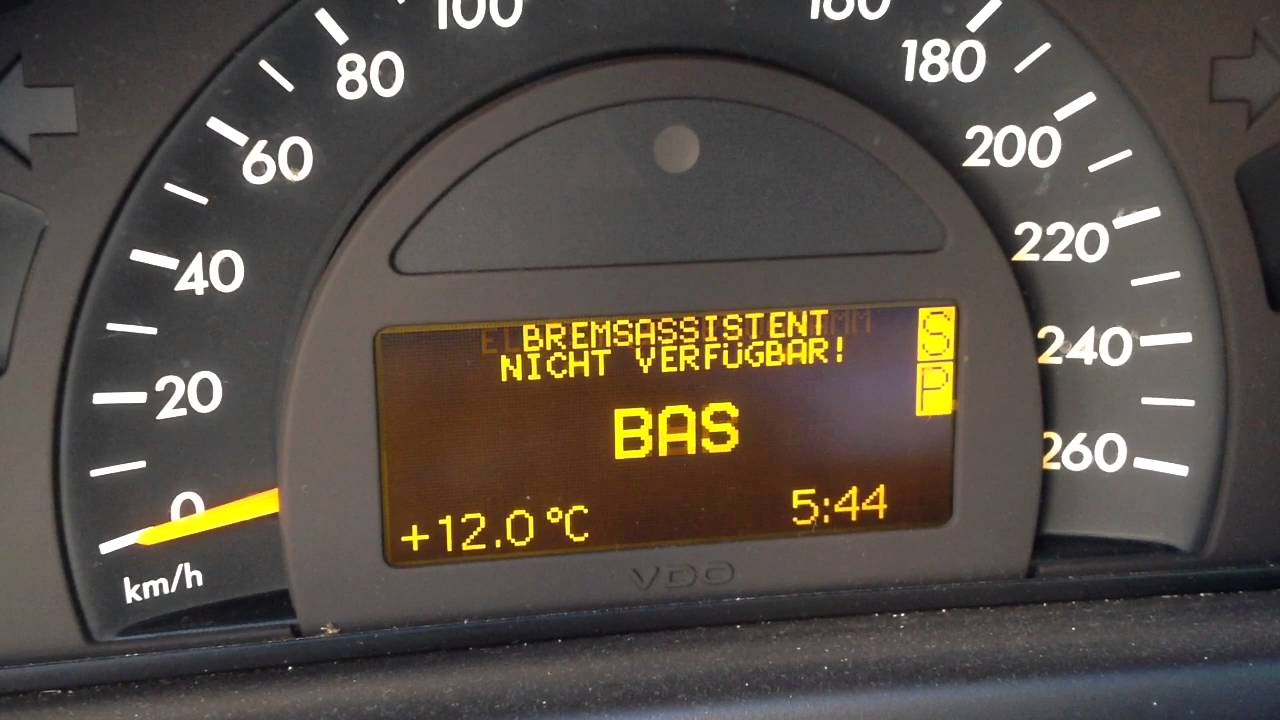 100
160
80
180
60
200
40
220
20
240
0
260
km/h
BREMSASSISTENT
NICHT VERFÜGBAR!
S
P
BAS
+12.0°C
5:44
VDO